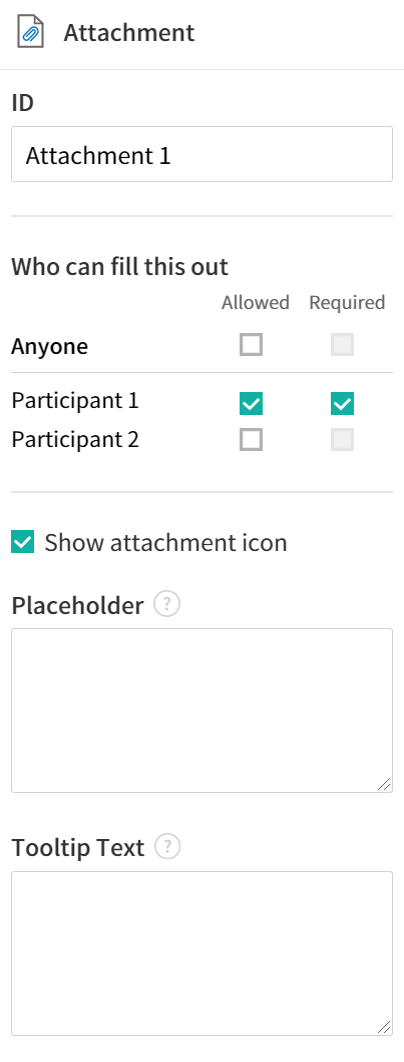 Attachment
ID
Attachment 1
Who can fill this out
Allowed Required
Anyone
Participant 1
Participant 2
Show attachment icon
Placeholder ?
Tooltip Text ?